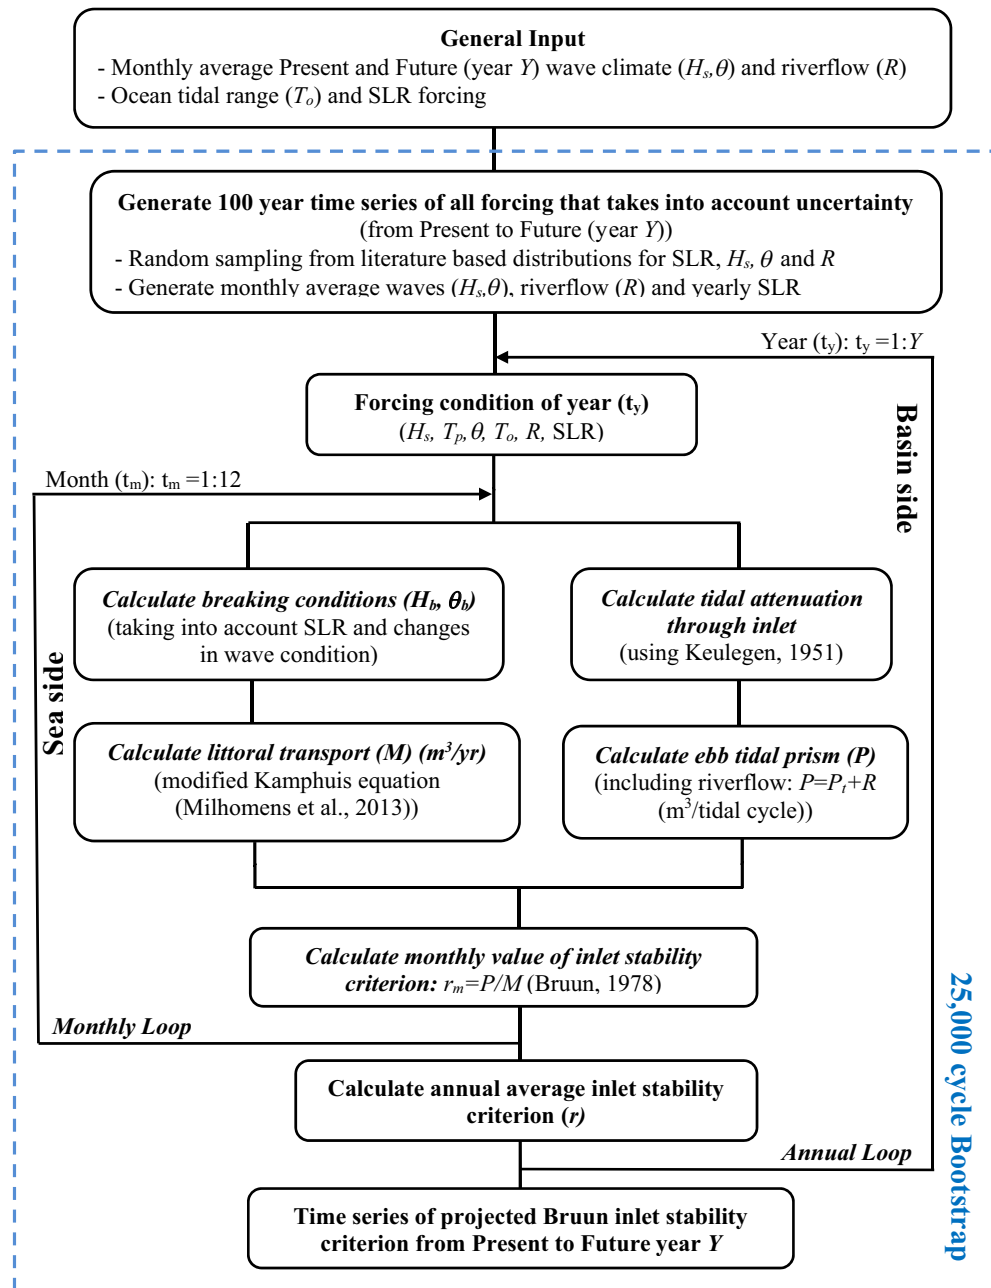 General Input
- Monthly average Present and Future (year Y) wave climate (Hs,θ) and riverflow (R)
- Ocean tidal range (To) and SLR forcing
Generate 100 year time series of all forcing that takes into account uncertainty
(from Present to Future (year Y))
- Random sampling from literature based distributions for SLR, Hs, θ and R
- Generate monthly average waves (Hs,θ), riverflow (R) and yearly SLR
Year (ty): ty =1:Y
Forcing condition of year (ty)
(Hs, Tp,θ, To, R, SLR)
Basin side
Month (tm): tm =1:12
Sea side
Calculate breaking conditions (Hb, θb)
(taking into account SLR and changes
in wave condition)
Calculate tidal attenuation
through inlet
(using Keulegen, 1951)
Calculate littoral transport (M) (m³/yr)
(modified Kamphuis equation
(Milhomens et al., 2013))
Calculate ebb tidal prism (P)
(including riverflow: P=Pt+R
(m³/tidal cycle))
Calculate monthly value of inlet stability
criterion: rm=P/M (Bruun, 1978)
Monthly Loop
Calculate annual average inlet stability
criterion (r)
Annual Loop
25,000 cycle Bootstrap
Time series of projected Bruun inlet stability
criterion from Present to Future year Y